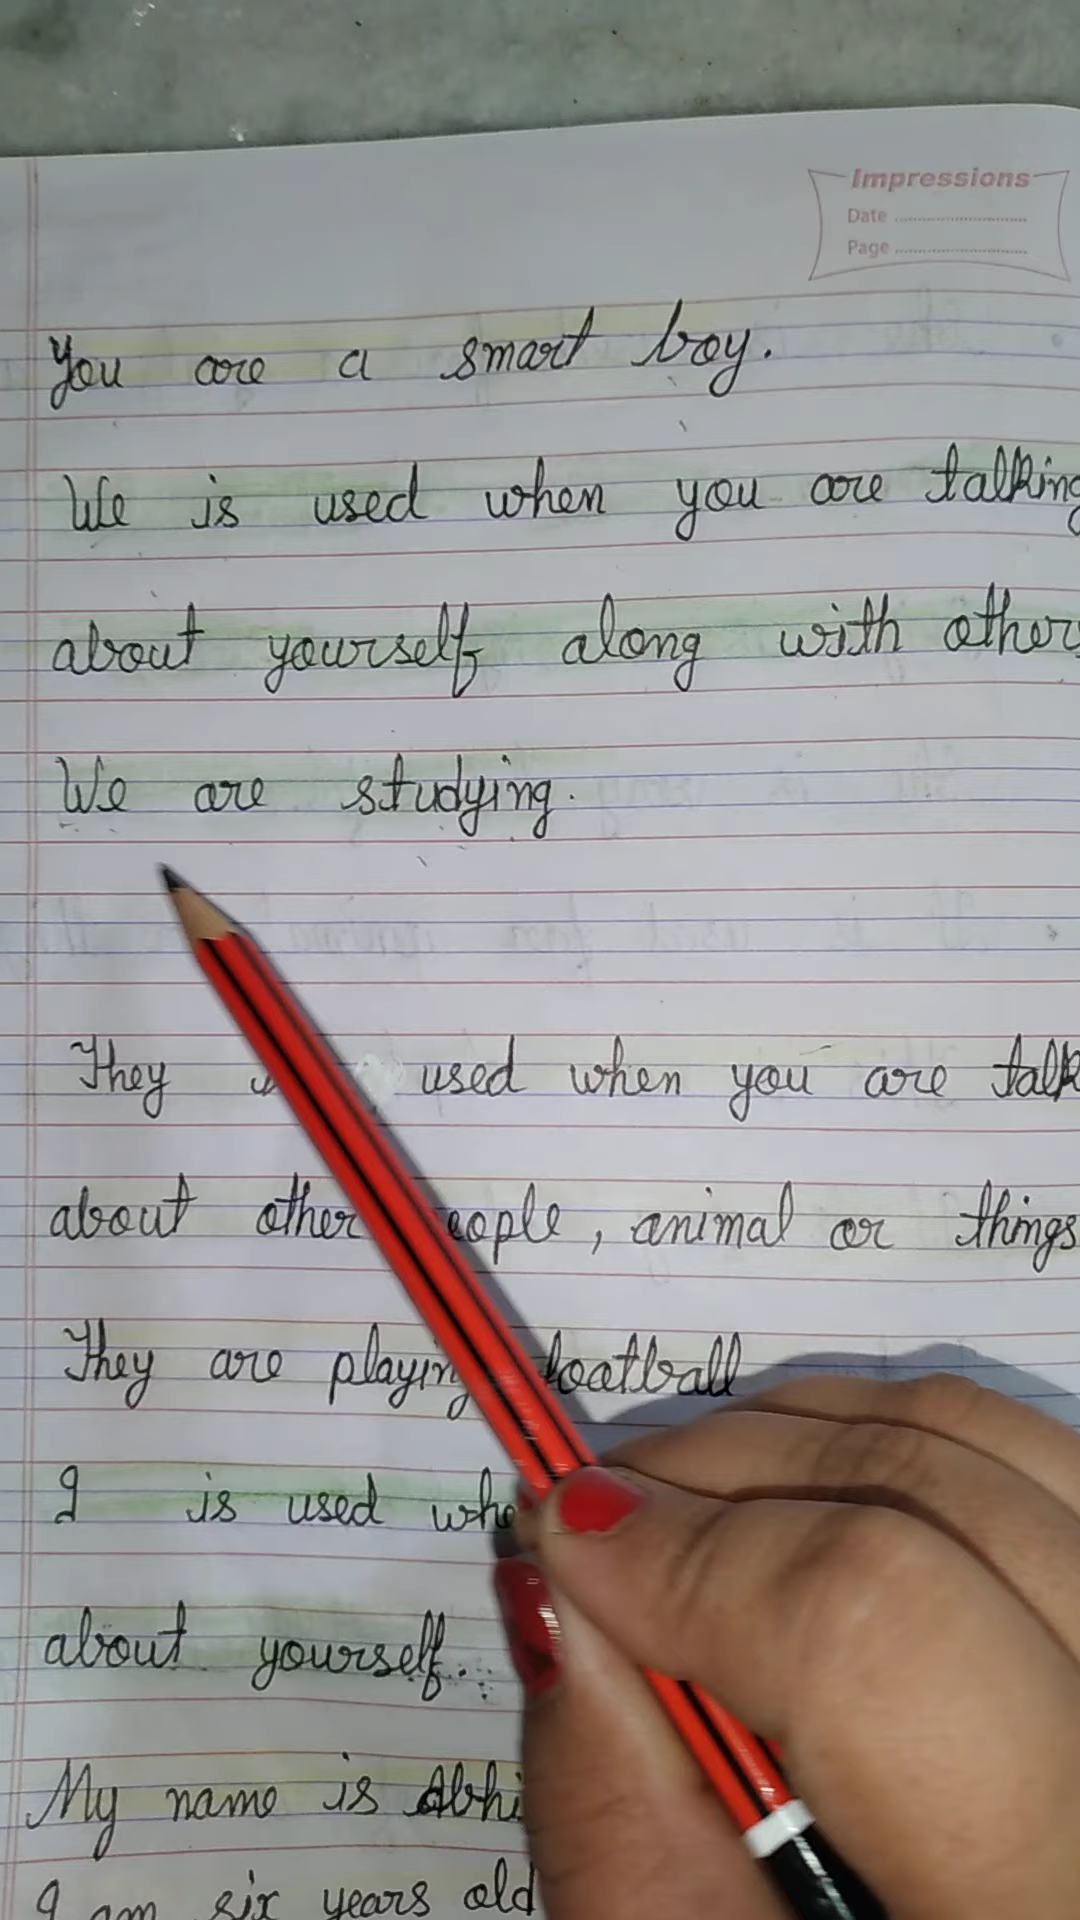 Impressions
Date
Page
You are a smart boy.
We is used when you are talking
about yourself along with others
We are studying.
They used when you are talk
about other eople, animal or things
They are playing football
I is used whe
about yourself.
My name is Abhi
I am six years old